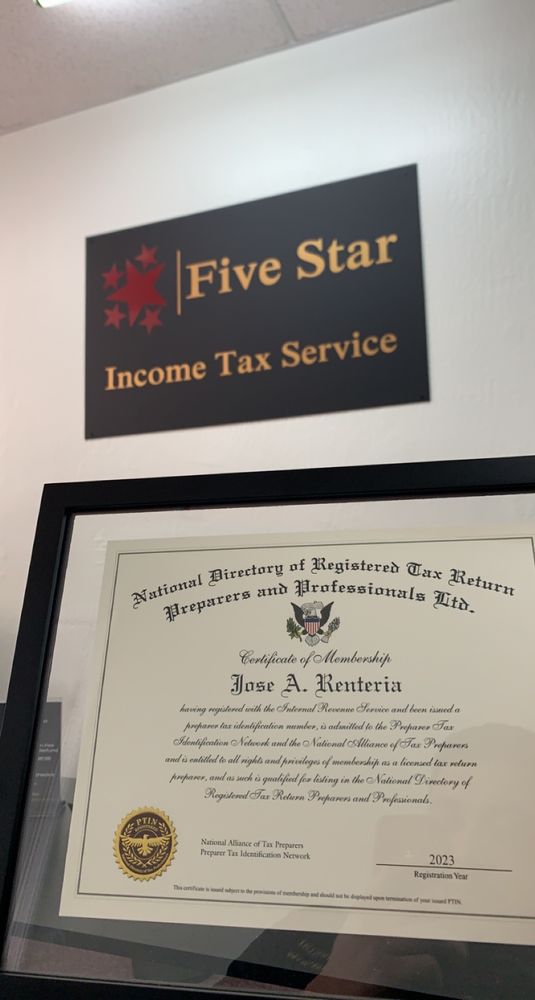 Five Star
Income Tax Service
National Directory of Registered Tax Return
Preparers and Professionals Ltd.
Certificate of Membership
Jose A. Renteria
having registered with the Internal Revenue Service and been issued a
preparer tax identification number, is admitted to the Preparer Tax
Identification Network and the National Alliance of Tax Preparers
and is entitled to all rights and privileges of membership as a licensed tax return
preparer, and as such is qualified for listing in the National Directory of
Registered Tax Return Preparers and Professionals.
PTIN
National Alliance of Tax Preparers
Preparer Tax Identification Network
2023
Registration Year
This certificate is issued subject to the provisions of membership and should not be displayed upon termination of your issued PTIN.